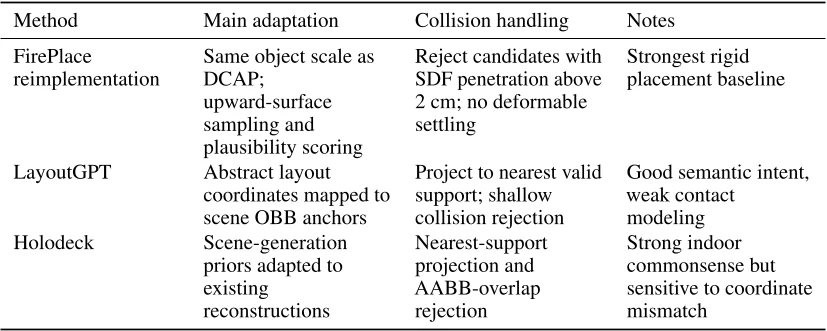 Method Main adaptation Collision handling Notes
FirePlace reimplementation Same object scale as DCAP; upward-surface sampling and plausibility scoring Reject candidates with SDF penetration above 2 cm; no deformable settling Strongest rigid placement baseline
LayoutGPT Abstract layout coordinates mapped to scene OBB anchors Project to nearest valid support; shallow collision rejection Good semantic intent, weak contact modeling
Holodeck Scene-generation priors adapted to existing reconstructions Nearest-support projection and AABB-overlap rejection Strong indoor commonsense but sensitive to coordinate mismatch